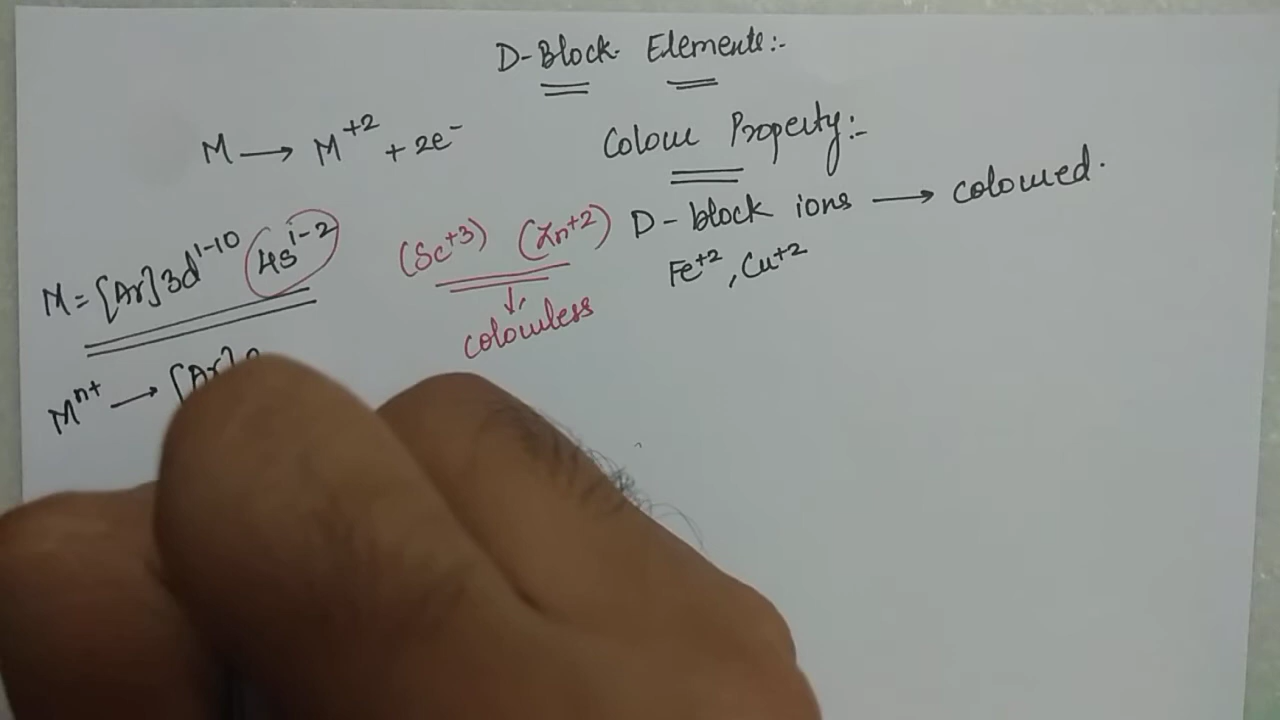 D-Block Elements:-
M → M+2 + 2e-
Colour Property:-
D-block ions → coloured.
Fe+2, Cu+2
M = [Ar] 3d1-10 4s1-2
(Sc+3) (Zn+2)
↓
colourless
Mn+ → [Ar]